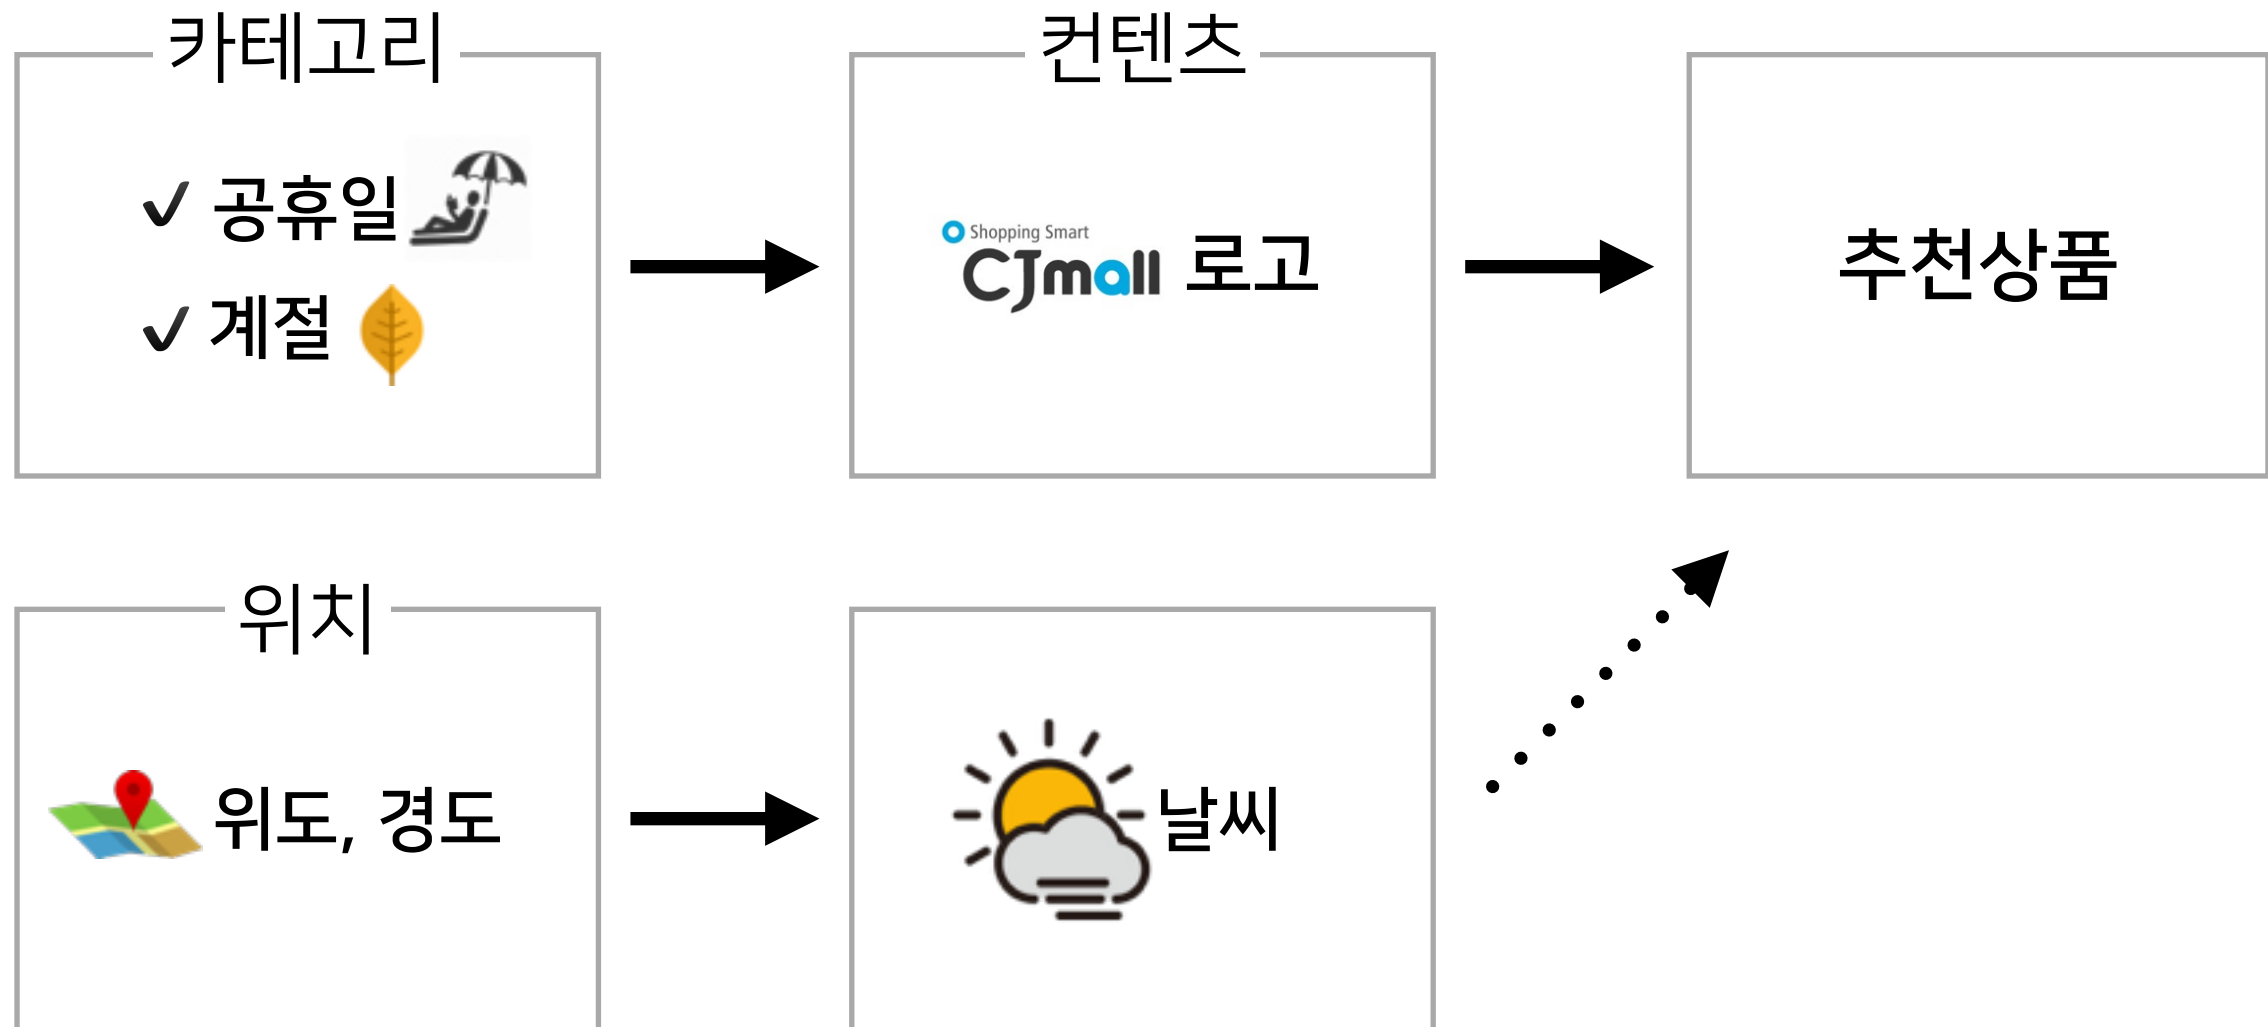 카테고리
✓ 공휴일
✓ 계절
컨텐츠
Shopping Smart
CJmall 로고
추천상품
위치
위도, 경도
날씨